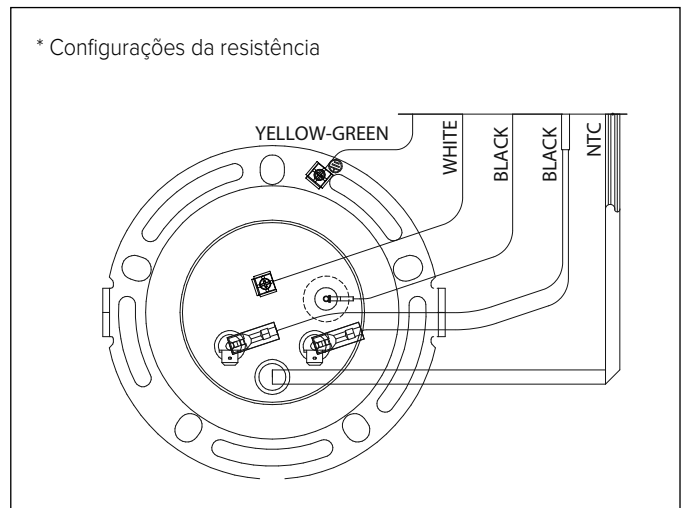 * Configurações da resistência
YELLOW-GREEN
WHITE
BLACK
BLACK
NTC